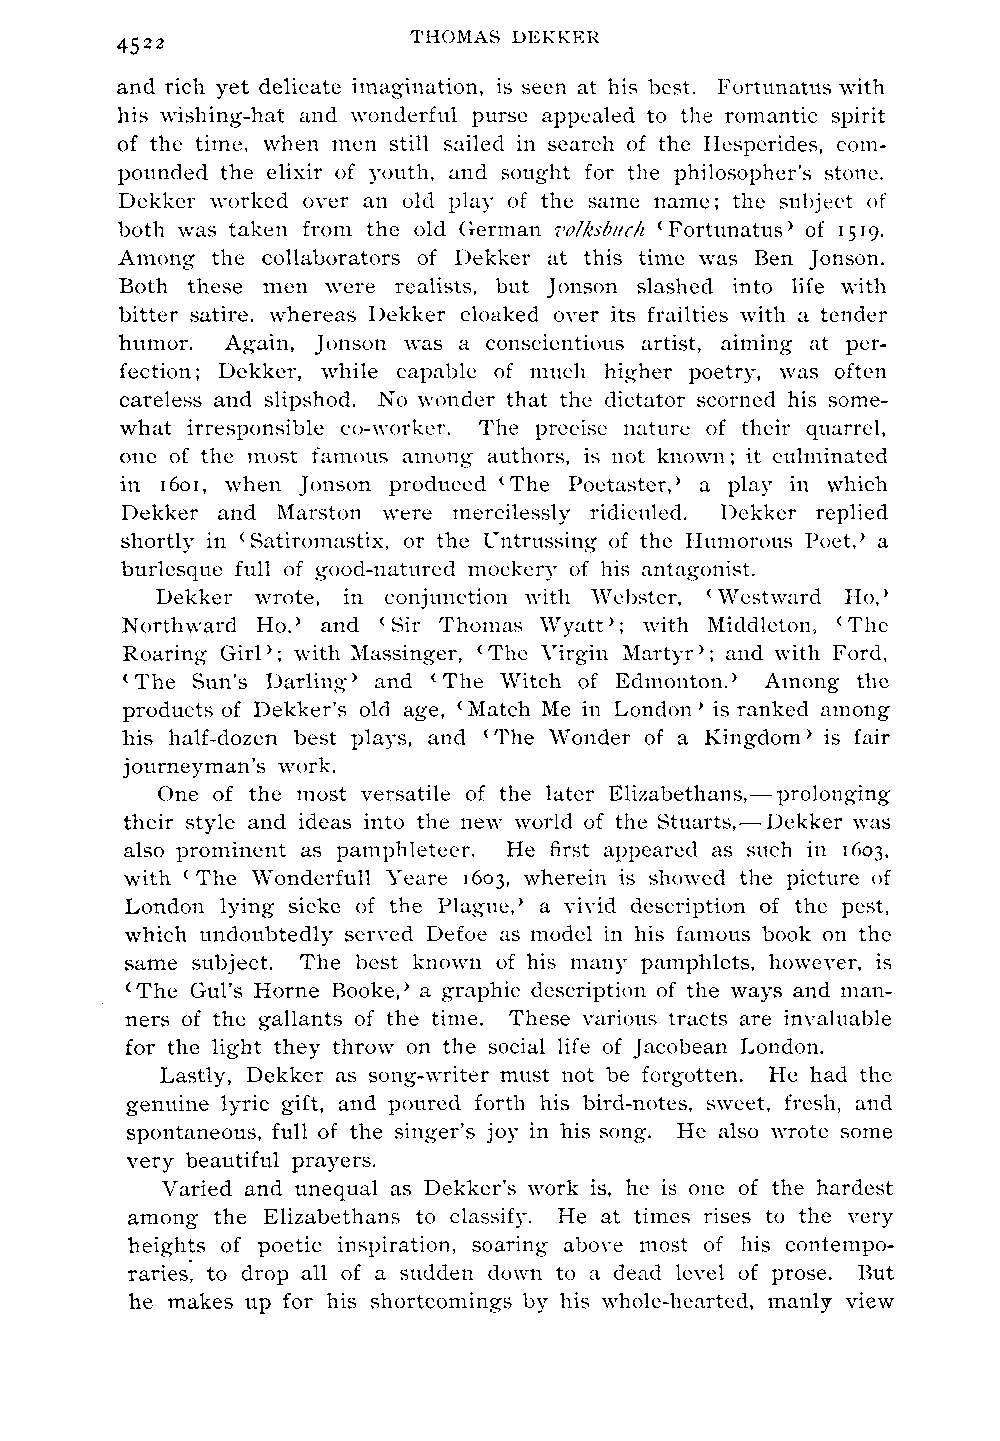 4522 THOMAS DEKKER
and rich yet delicate imagination, is seen at his best. Fortunatus with
his wishing-hat and wonderful purse appealed to the romantic spirit
of the time, when men still sailed in search of the Hesperides, com-
pounded the elixir of youth, and sought for the philosopher's stone.
Dekker worked over an old play of the same name; the subject of
both was taken from the old German volksbuch ‘Fortunatus’ of 1519.
Among the collaborators of Dekker at this time was Ben Jonson.
Both these men were realists, but Jonson slashed into life with
bitter satire, whereas Dekker cloaked over its frailties with a tender
humor. Again, Jonson was a conscientious artist, aiming at per-
fection; Dekker, while capable of much higher poetry, was often
careless and slipshod. No wonder that the dictator scorned his some-
what irresponsible co-worker. The precise nature of their quarrel,
one of the most famous among authors, is not known; it culminated
in 1601, when Jonson produced ‘The Poetaster,’ a play in which
Dekker and Marston were mercilessly ridiculed. Dekker replied
shortly in ‘Satiromastix, or the Untrussing of the Humorous Poet,’ a
burlesque full of good-natured mockery of his antagonist.
Dekker wrote, in conjunction with Webster, ‘Westward Ho,’
Northward Ho,’ and ‘Sir Thomas Wyatt’; with Middleton, ‘The
Roaring Girl’; with Massinger, ‘The Virgin Martyr’; and with Ford,
‘The Sun's Darling’ and ‘The Witch of Edmonton.’ Among the
products of Dekker's old age, ‘Match Me in London’ is ranked among
his half-dozen best plays, and ‘The Wonder of a Kingdom’ is fair
journeyman's work.
One of the most versatile of the later Elizabethans,—prolonging
their style and ideas into the new world of the Stuarts,—Dekker was
also prominent as pamphleteer. He first appeared as such in 1603,
with ‘The Wonderfull Yeare 1603, wherein is showed the picture of
London lying sicke of the Plague,’ a vivid description of the pest,
which undoubtedly served Defoe as model in his famous book on the
same subject. The best known of his many pamphlets, however, is
‘The Gul's Horne Booke,’ a graphic description of the ways and man-
ners of the gallants of the time. These various tracts are invaluable
for the light they throw on the social life of Jacobean London.
Lastly, Dekker as song-writer must not be forgotten. He had the
genuine lyric gift, and poured forth his bird-notes, sweet, fresh, and
spontaneous, full of the singer's joy in his song. He also wrote some
very beautiful prayers.
Varied and unequal as Dekker's work is, he is one of the hardest
among the Elizabethans to classify. He at times rises to the very
heights of poetic inspiration, soaring above most of his contempo-
raries, to drop all of a sudden down to a dead level of prose. But
he makes up for his shortcomings by his whole-hearted, manly view